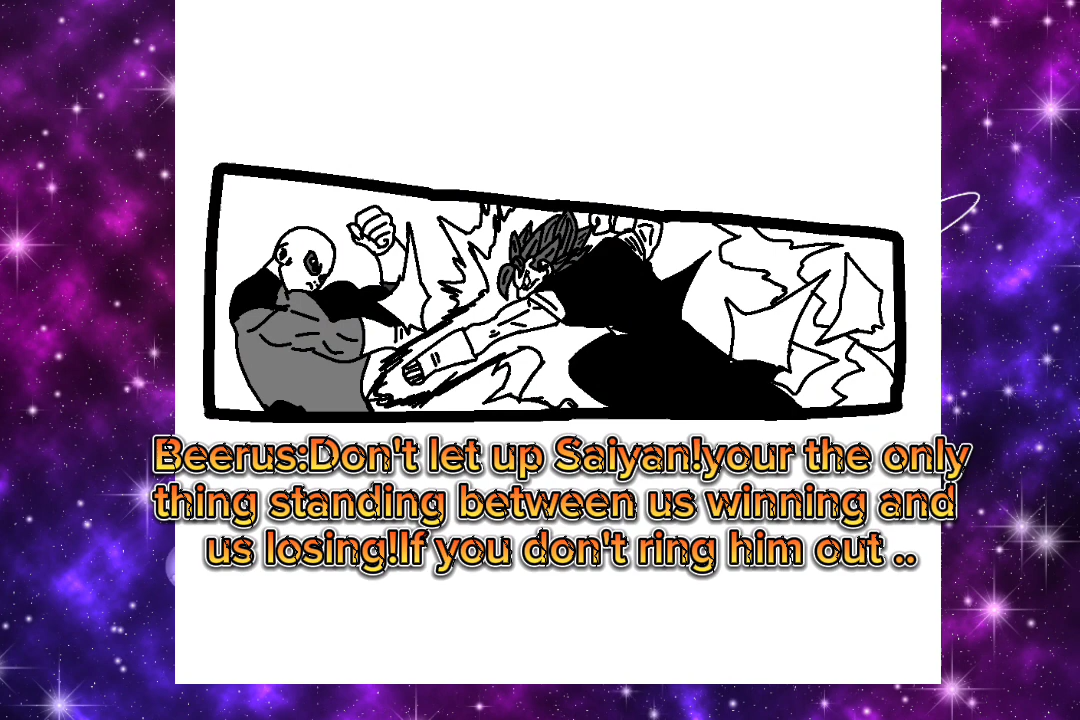 Beerus:Don't let up Saiyan!your the only
thing standing between us winning and
us losing!If you don't ring him out ..